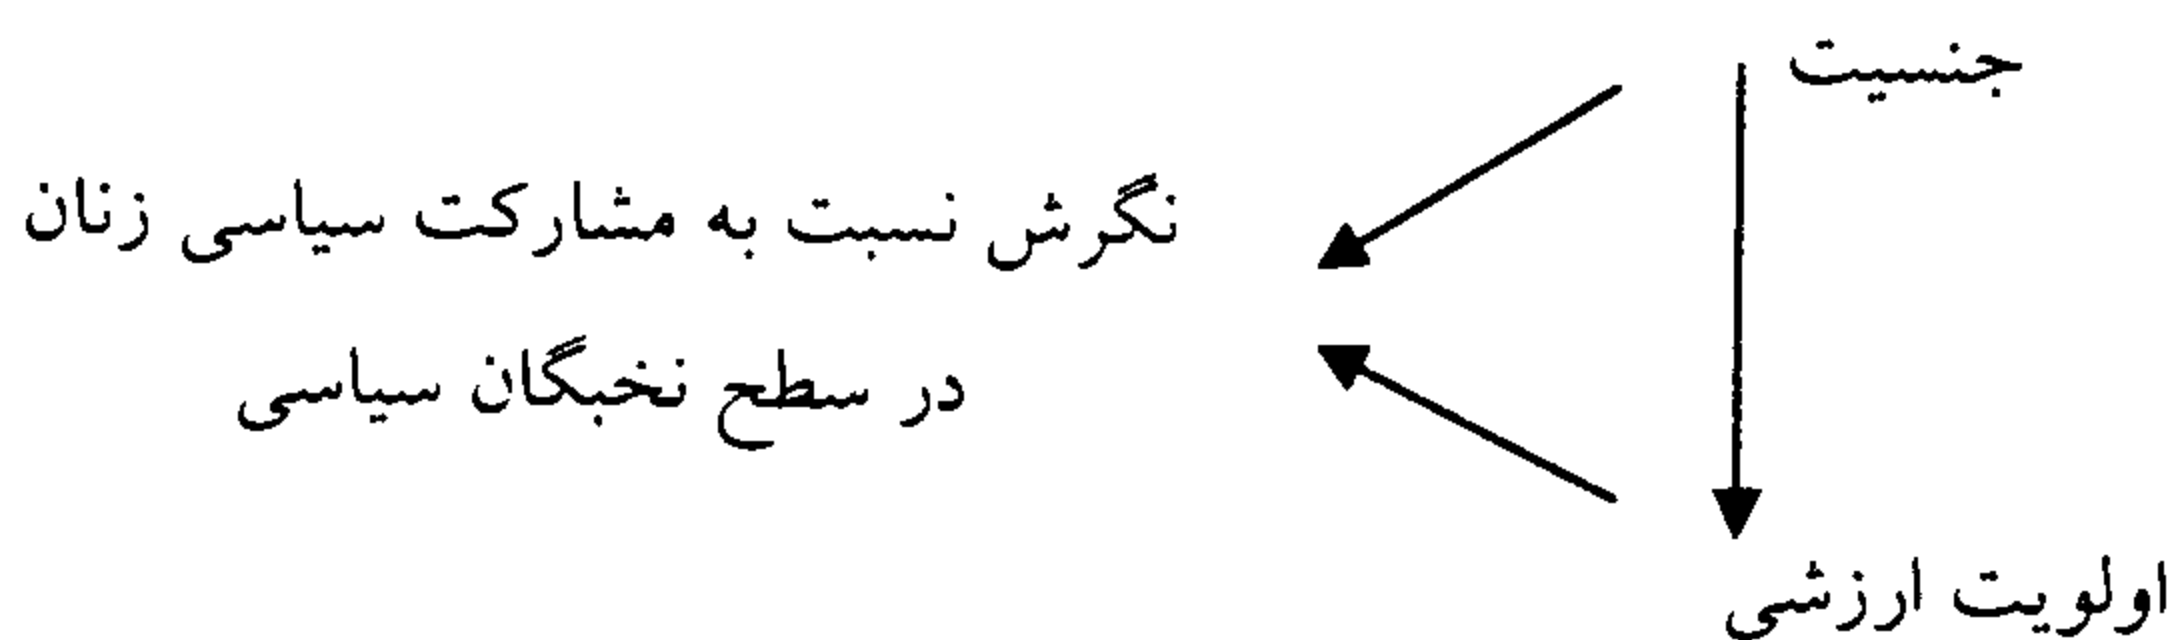 جنسیت
نگرش نسبت به مشارکت سیاسی زنان
در سطح نخبگان سیاسی
اولویت ارزشی